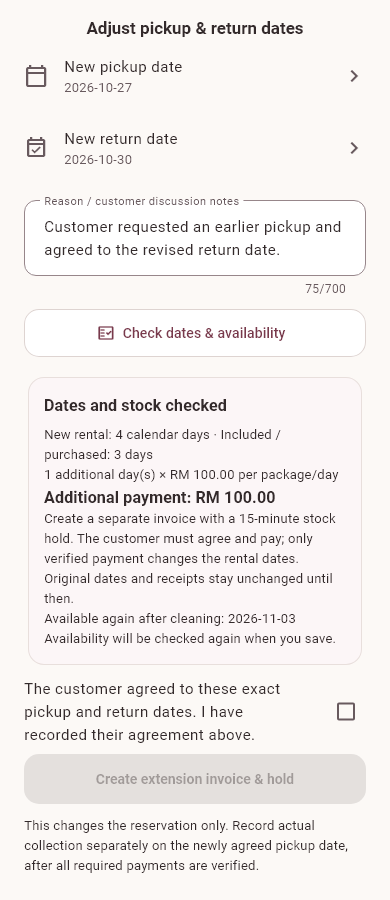 Adjust pickup & return dates
New pickup date
2026-10-27
New return date
2026-10-30
Reason / customer discussion notes
Customer requested an earlier pickup and
agreed to the revised return date.
75/700
Check dates & availability
Dates and stock checked
New rental: 4 calendar days · Included /
purchased: 3 days
1 additional day(s) × RM 100.00 per package/day
Additional payment: RM 100.00
Create a separate invoice with a 15-minute stock
hold. The customer must agree and pay; only
verified payment changes the rental dates.
Original dates and receipts stay unchanged until
then.
Available again after cleaning: 2026-11-03
Availability will be checked again when you save.
The customer agreed to these exact
pickup and return dates. I have
recorded their agreement above.
Create extension invoice & hold
This changes the reservation only. Record actual
collection separately on the newly agreed pickup date,
after all required payments are verified.